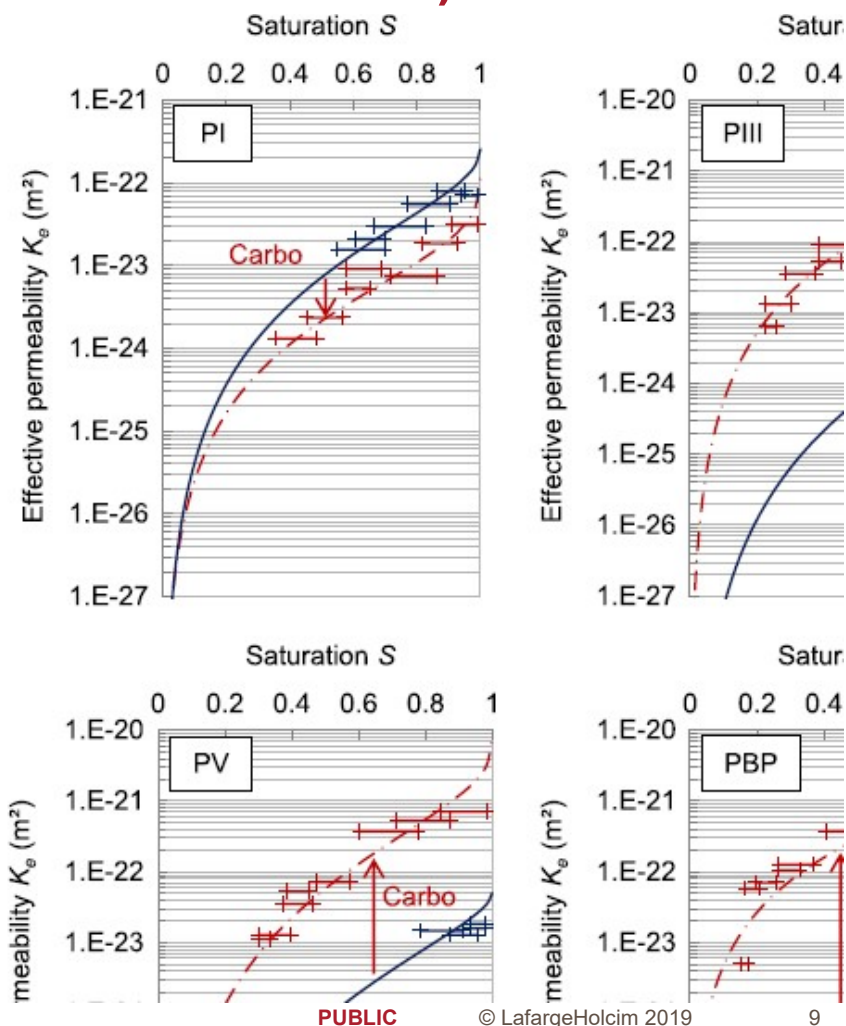 Saturation S
0 0.2 0.4 0.6 0.8 1
1.E-21
1.E-22
1.E-23
1.E-24
1.E-25
1.E-26
1.E-27
Effective permeability Ke (m²)
PI
Carbo
0 0.2 0.4
1.E-20
1.E-21
1.E-22
1.E-23
1.E-24
1.E-25
1.E-26
1.E-27
Effective permeability Ke (m²)
PIII
Saturation S
0 0.2 0.4 0.6 0.8 1
1.E-20
1.E-21
1.E-22
1.E-23
meability Ke (m²)
PV
Carbo
0 0.2 0.4
1.E-20
1.E-21
1.E-22
1.E-23
meability Ke (m²)
PBP
PUBLIC © LafargeHolcim 2019 9